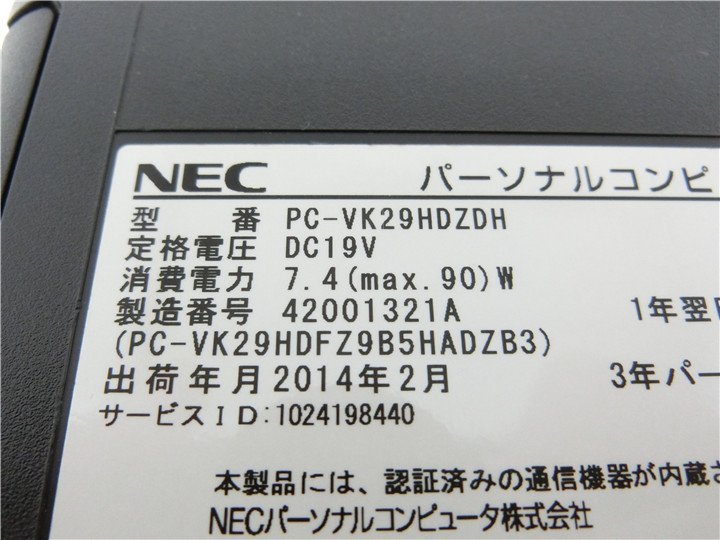 NEC パーソナルコンピ
型 番 PC-VK29HDZDH
定格電圧 DC19V
消費電力 7.4(max.90)W
製造番号 42001321A 1年翌日
(PC-VK29HDFZ9B5HADZB3)
出荷年月 2014年2月 3年パー
サービスID:1024198440
本製品には、認証済みの通信機器が内蔵さ
NECパーソナルコンピュータ株式会社